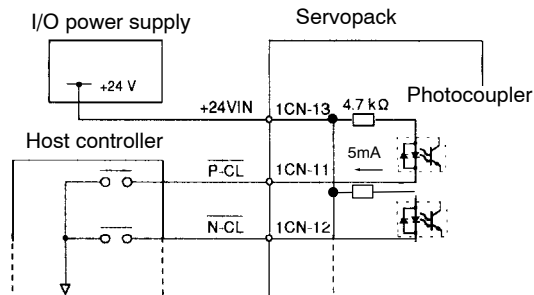 I/O power supply
Servopack
+24 V
+24VIN
1CN-13
4.7 kΩ
Photocoupler
Host controller
P-CL
1CN-11
5mA
N-CL
1CN-12